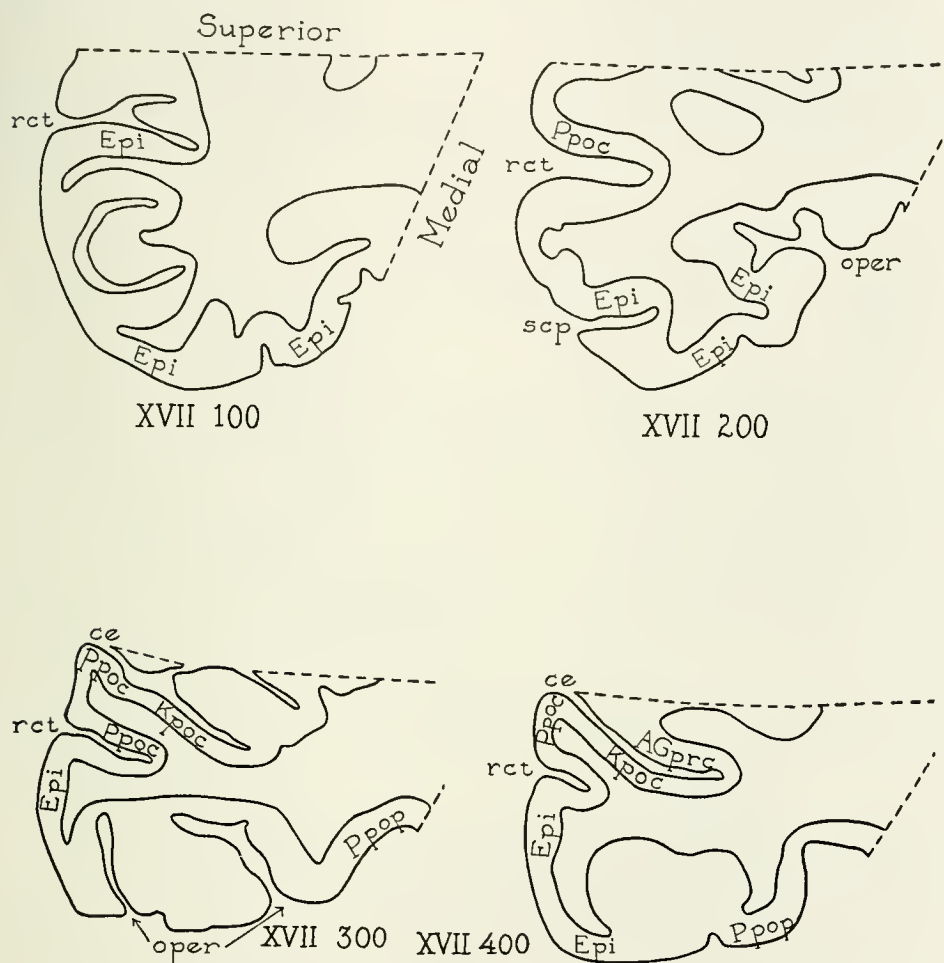 Superior
rct
Epi
Medial
Epi
Epi
XVII 100
Ppoc
rct
oper
Epi
Epi
scp
Epi
XVII 200
ce
Ppoc
Kpoc
rct
Ppoc
Epi
Ppop
oper
XVII 300
ce
Ppoc
AGprc
Kpoc
rct
Epi
Ppop
Epi
XVII 400